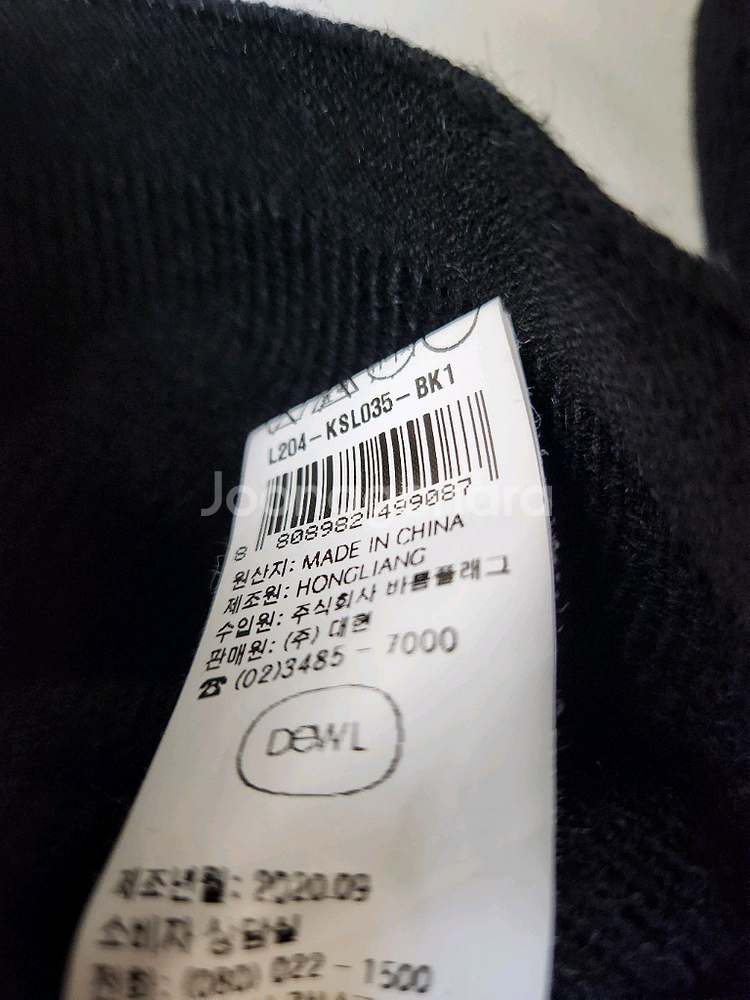 L204-KSL035-BK1
8 808982 499087
원산지: MADE IN CHINA
제조원: HONGLIANG
수입원: 주식회사 바름플래그
판매원: (주) 대현
☎ (02)3485 - 7000
DEWL
제조년월: 2020.09
소비자 상담실
전화: (080) 022 - 1500
Joonggonara